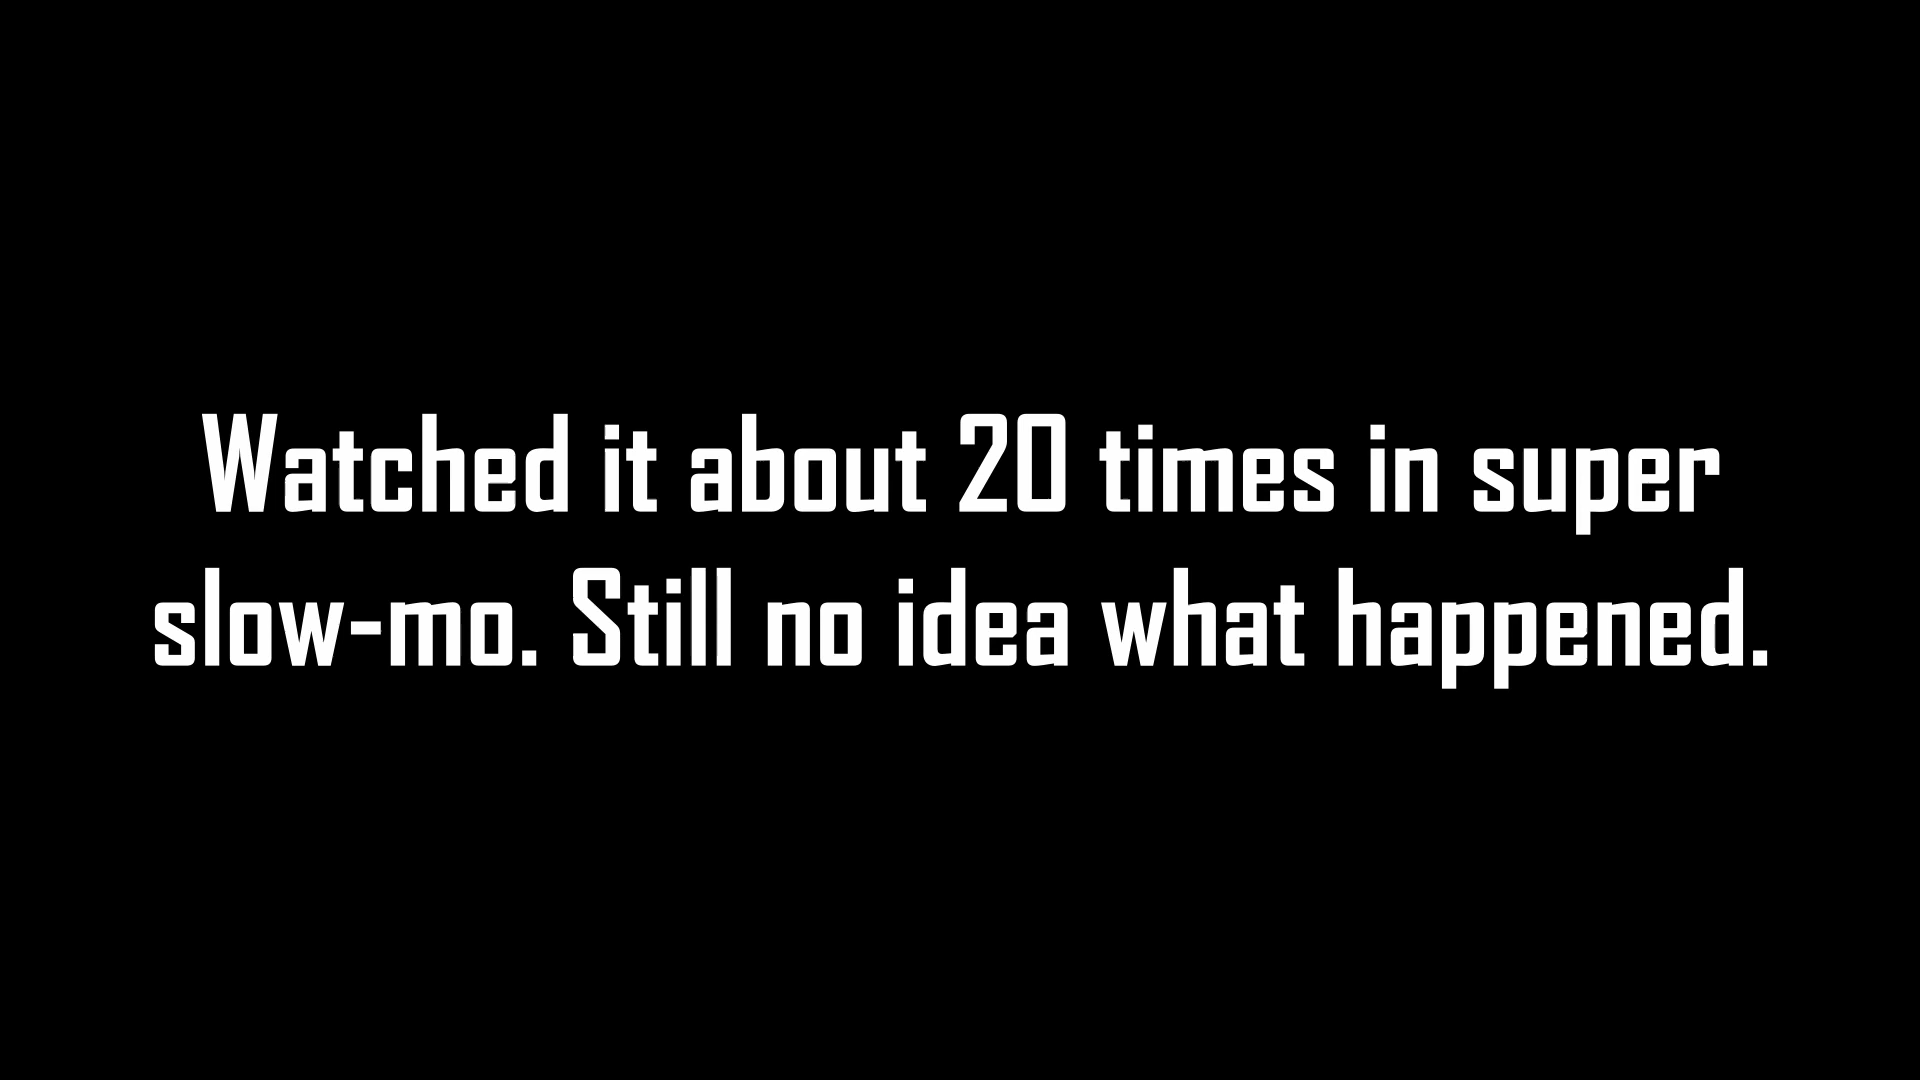 Watched it about 20 times in super
slow-mo. Still no idea what happened.